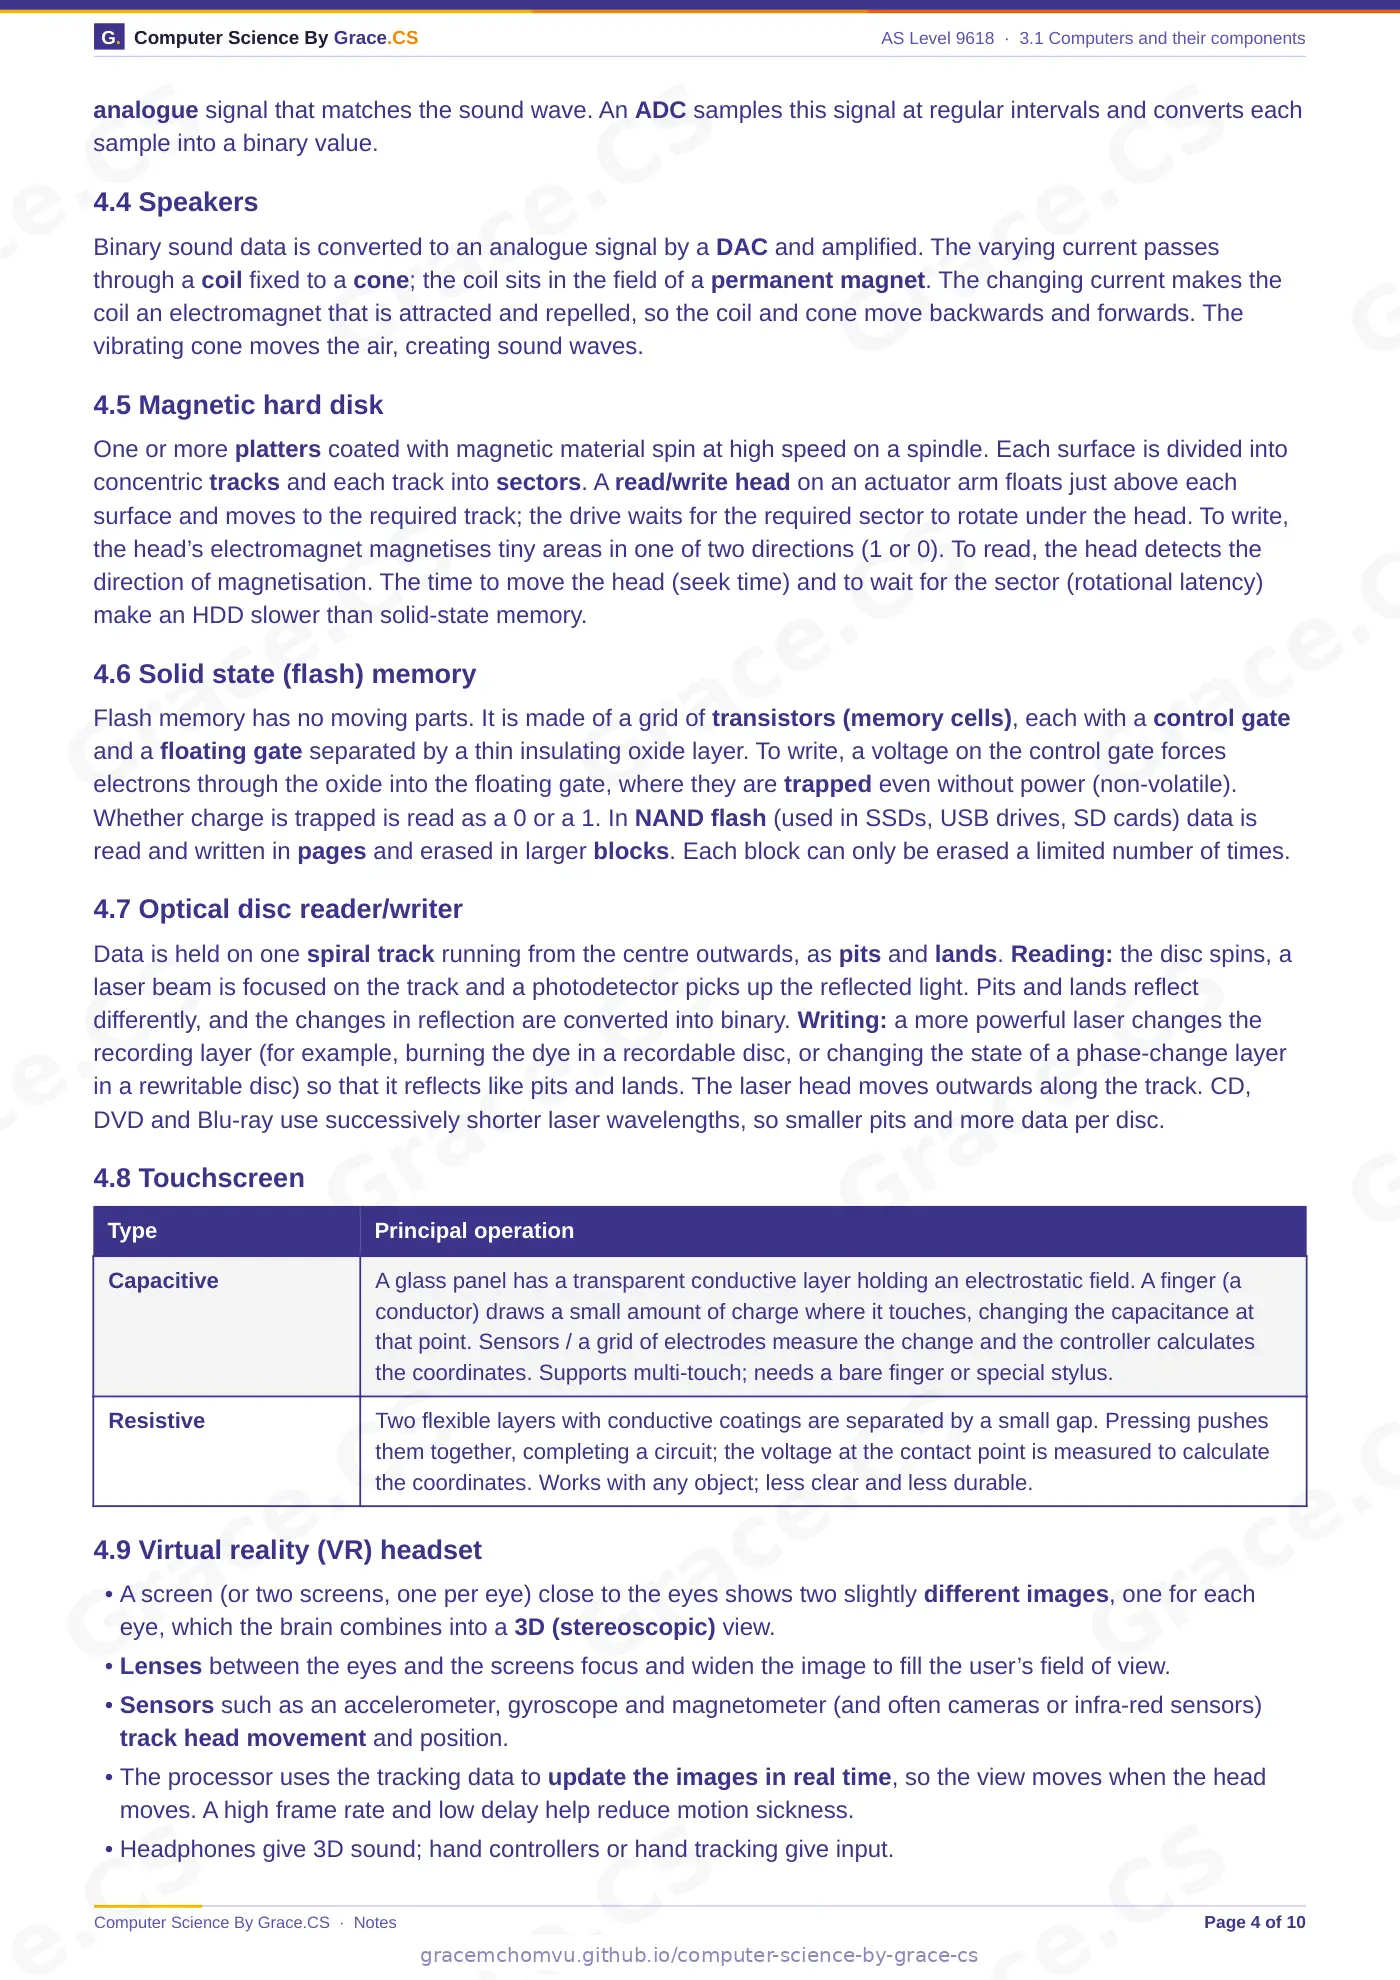 G. Computer Science By Grace.CS
AS Level 9618 · 3.1 Computers and their components
analogue signal that matches the sound wave. An ADC samples this signal at regular intervals and converts each
sample into a binary value.
4.4 Speakers
Binary sound data is converted to an analogue signal by a DAC and amplified. The varying current passes
through a coil fixed to a cone; the coil sits in the field of a permanent magnet. The changing current makes the
coil an electromagnet that is attracted and repelled, so the coil and cone move backwards and forwards. The
vibrating cone moves the air, creating sound waves.
4.5 Magnetic hard disk
One or more platters coated with magnetic material spin at high speed on a spindle. Each surface is divided into
concentric tracks and each track into sectors. A read/write head on an actuator arm floats just above each
surface and moves to the required track; the drive waits for the required sector to rotate under the head. To write,
the head’s electromagnet magnetises tiny areas in one of two directions (1 or 0). To read, the head detects the
direction of magnetisation. The time to move the head (seek time) and to wait for the sector (rotational latency)
make an HDD slower than solid-state memory.
4.6 Solid state (flash) memory
Flash memory has no moving parts. It is made of a grid of transistors (memory cells), each with a control gate
and a floating gate separated by a thin insulating oxide layer. To write, a voltage on the control gate forces
electrons through the oxide into the floating gate, where they are trapped even without power (non-volatile).
Whether charge is trapped is read as a 0 or a 1. In NAND flash (used in SSDs, USB drives, SD cards) data is
read and written in pages and erased in larger blocks. Each block can only be erased a limited number of times.
4.7 Optical disc reader/writer
Data is held on one spiral track running from the centre outwards, as pits and lands. Reading: the disc spins, a
laser beam is focused on the track and a photodetector picks up the reflected light. Pits and lands reflect
differently, and the changes in reflection are converted into binary. Writing: a more powerful laser changes the
recording layer (for example, burning the dye in a recordable disc, or changing the state of a phase-change layer
in a rewritable disc) so that it reflects like pits and lands. The laser head moves outwards along the track. CD,
DVD and Blu-ray use successively shorter laser wavelengths, so smaller pits and more data per disc.
4.8 Touchscreen
Type
Principal operation
Capacitive
A glass panel has a transparent conductive layer holding an electrostatic field. A finger (a
conductor) draws a small amount of charge where it touches, changing the capacitance at
that point. Sensors / a grid of electrodes measure the change and the controller calculates
the coordinates. Supports multi-touch; needs a bare finger or special stylus.
Resistive
Two flexible layers with conductive coatings are separated by a small gap. Pressing pushes
them together, completing a circuit; the voltage at the contact point is measured to calculate
the coordinates. Works with any object; less clear and less durable.
4.9 Virtual reality (VR) headset
• A screen (or two screens, one per eye) close to the eyes shows two slightly different images, one for each
eye, which the brain combines into a 3D (stereoscopic) view.
• Lenses between the eyes and the screens focus and widen the image to fill the user’s field of view.
• Sensors such as an accelerometer, gyroscope and magnetometer (and often cameras or infra-red sensors)
track head movement and position.
• The processor uses the tracking data to update the images in real time, so the view moves when the head
moves. A high frame rate and low delay help reduce motion sickness.
• Headphones give 3D sound; hand controllers or hand tracking give input.
Computer Science By Grace.CS · Notes
Page 4 of 10
gracemchomvu.github.io/computer-science-by-grace-cs